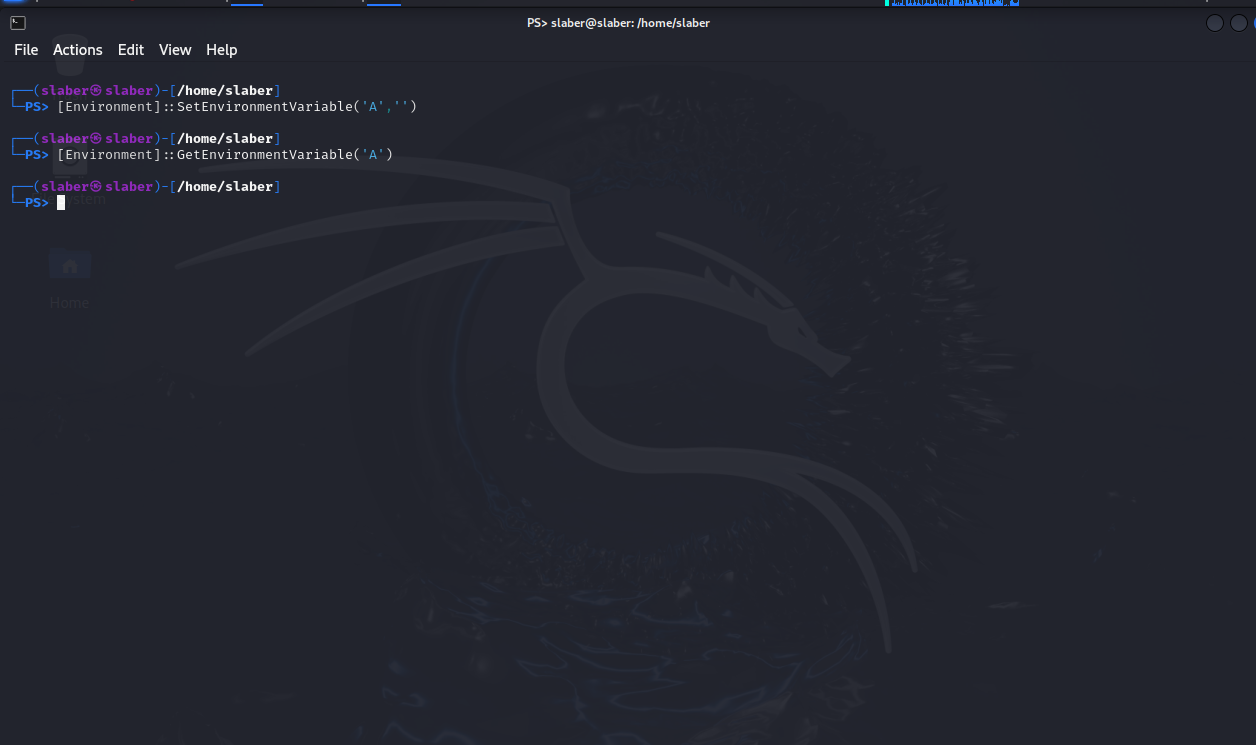 PS> slaber@slaber: /home/slaber
File Actions Edit View Help
┌──(slaber㉿slaber)-[/home/slaber]
└─PS> [Environment]::SetEnvironmentVariable('A','')
┌──(slaber㉿slaber)-[/home/slaber]
└─PS> [Environment]::GetEnvironmentVariable('A')
┌──(slaber㉿slaber)-[/home/slaber]
└─PS>
Home